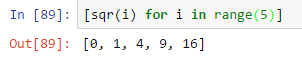 In [89]: [sqr(i) for i in range(5)]
Out[89]: [0, 1, 4, 9, 16]